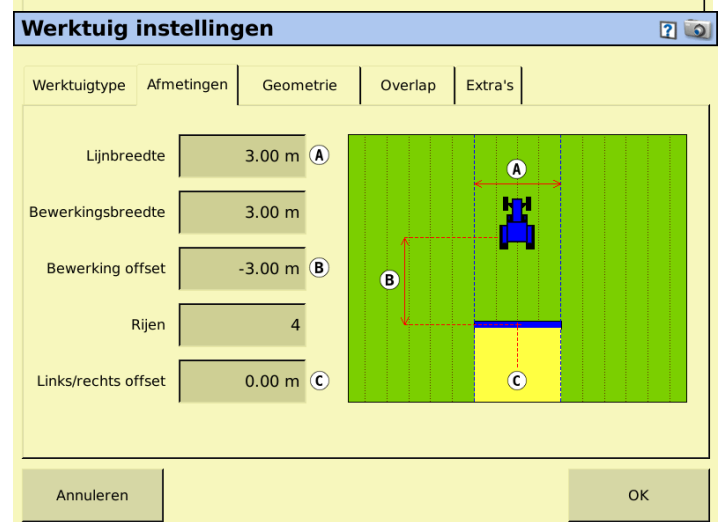 Werktuig instellingen
Werktuigtype Afmetingen Geometrie Overlap Extra's
Lijnbreedte 3.00 m A
Bewerkingsbreedte 3.00 m
Bewerking offset -3.00 m B
Rijen 4
Links/rechts offset 0.00 m C
A
B
C
Annuleren OK